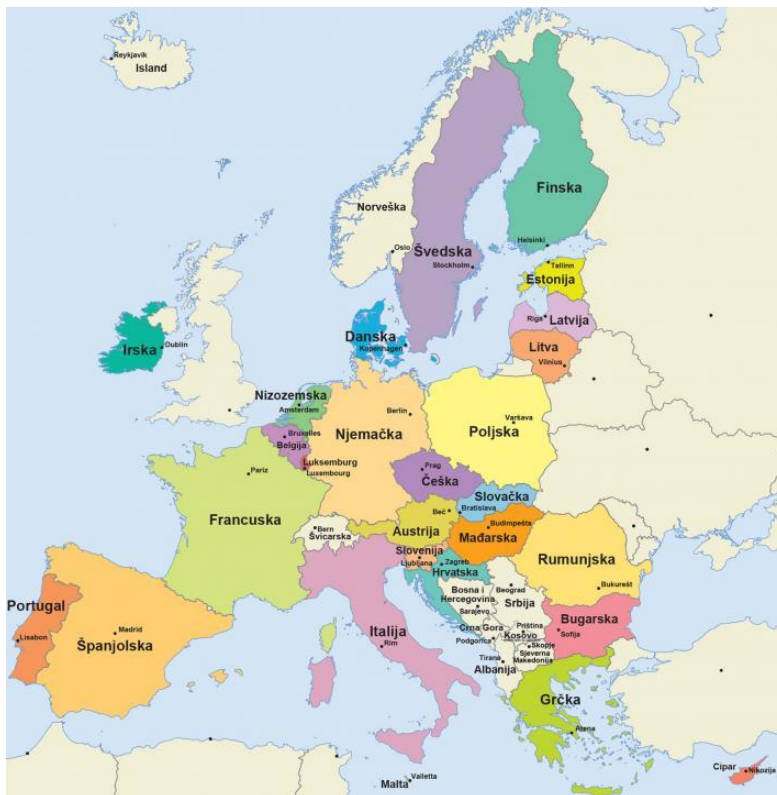 Reykjavik
Island
Finska
Norveška
Helsinki
Oslo
Švedska
Stockholm
Tallinn
Estonija
Riga
Latvija
Danska
Kopenhagen
Litva
Vilnius
Irska
Dublin
Nizozemska
Amsterdam
Berlin
Varšava
Njemačka
Poljska
Bruxelles
Belgija
Luksemburg
Luxembourg
Pariz
Prag
Češka
Slovačka
Bratislava
Francuska
Beč
Austrija
Bern
Švicarska
Budimpešta
Mađarska
Slovenija
Ljubljana
Zagreb
Hrvatska
Rumunjska
Bukurešt
Bosna i
Hercegovina
Sarajevo
Beograd
Srbija
Portugal
Lisabon
Madrid
Španjolska
Italija
Rim
Crna Gora
Podgorica
Priština
Kosovo
Bugarska
Sofija
Skopje
Sjeverna
Makedonija
Tirana
Albanija
Grčka
Atena
Malta
Valletta
Cipar
Nikozija